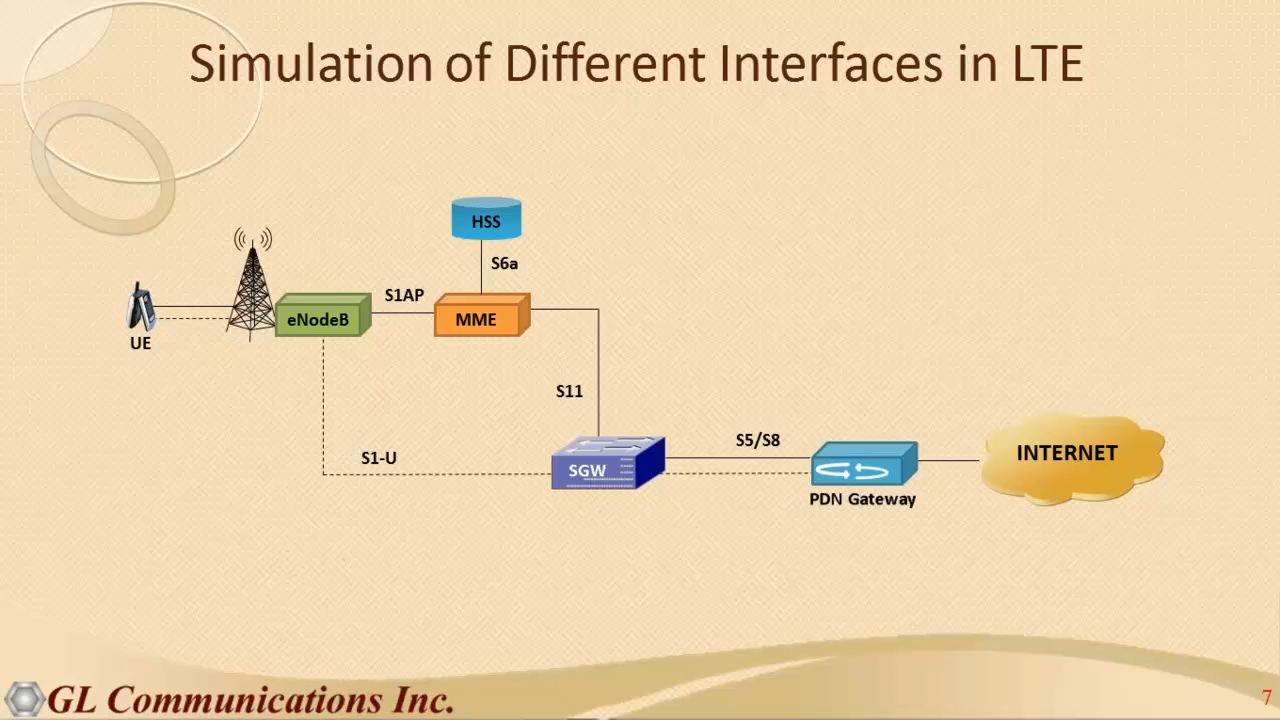 Simulation of Different Interfaces in LTE
HSS
S6a
S1AP
eNodeB
MME
UE
S11
S5/S8
INTERNET
S1-U
SGW
PDN Gateway
GL Communications Inc.
7